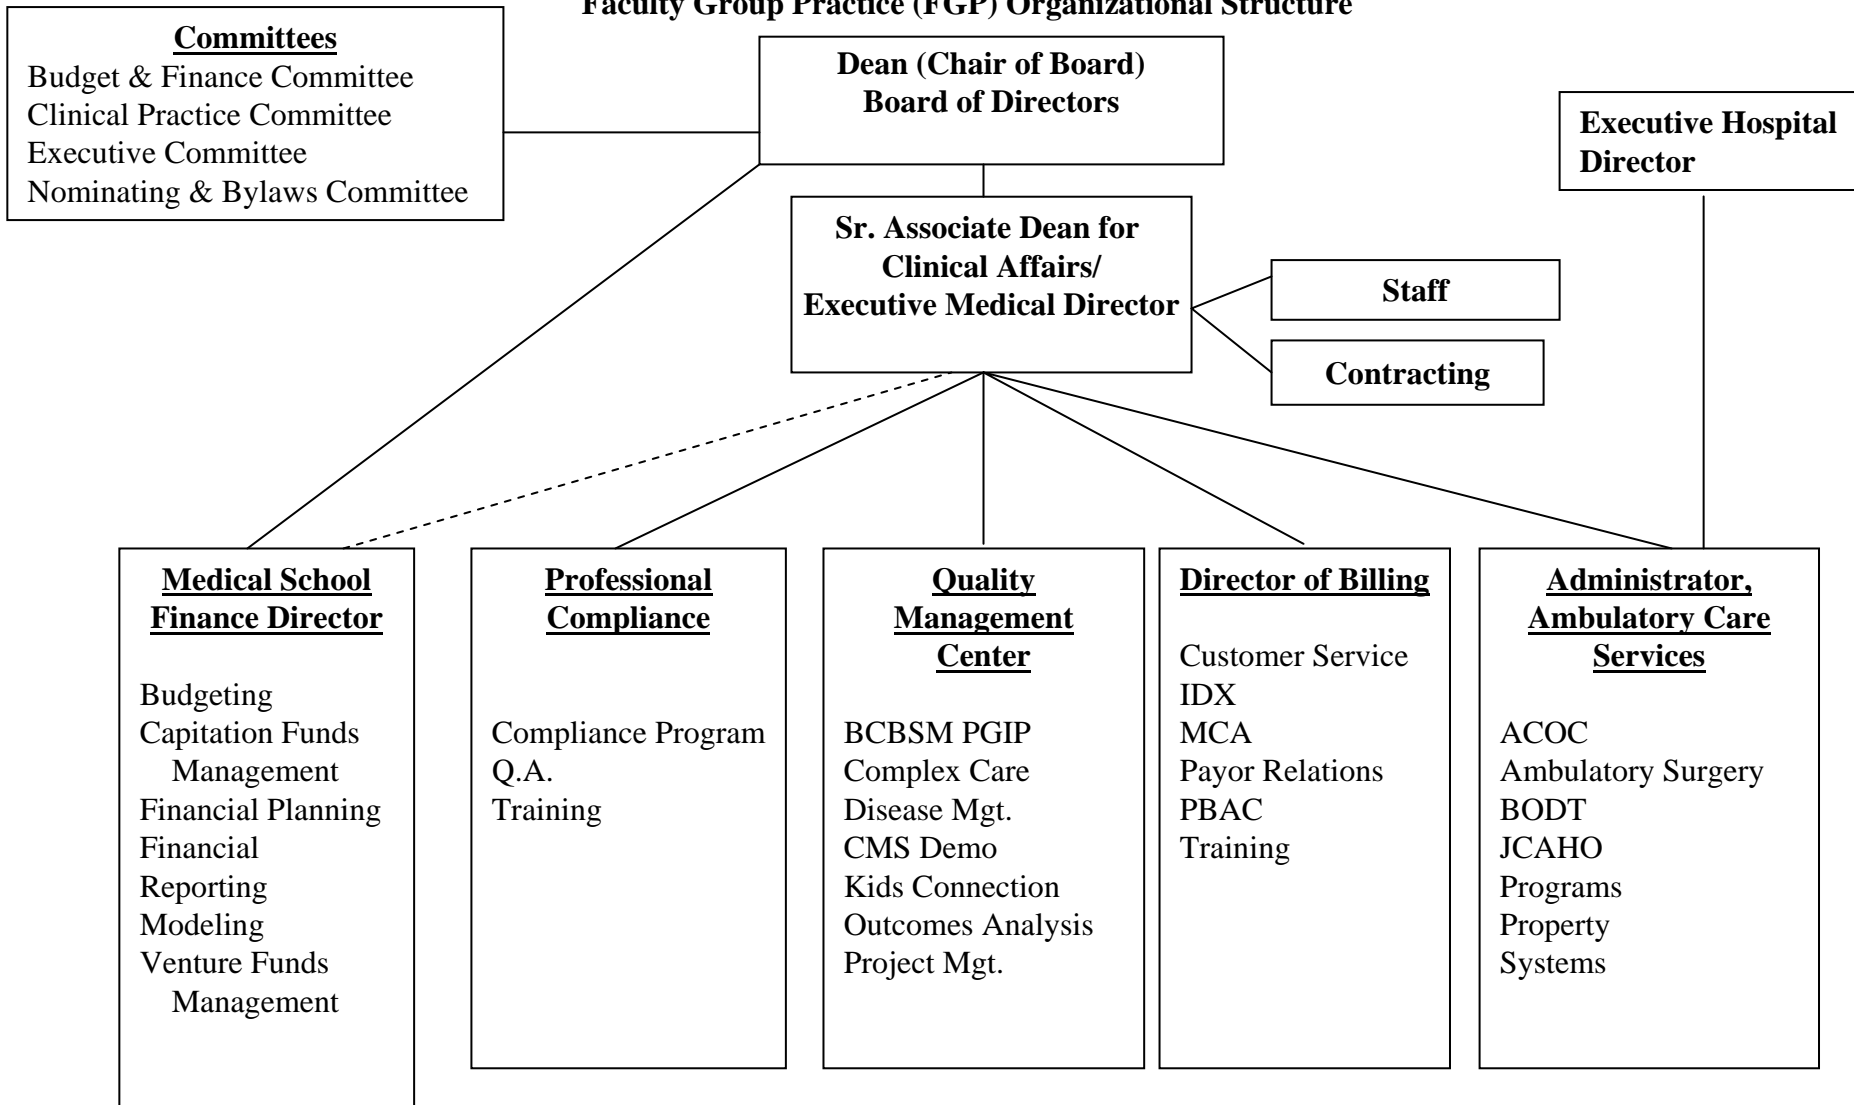 Faculty Group Practice (FGP) Organizational Structure
Committees
Budget & Finance Committee
Clinical Practice Committee
Executive Committee
Nominating & Bylaws Committee
Dean (Chair of Board)
Board of Directors
Executive Hospital
Director
Sr. Associate Dean for
Clinical Affairs/
Executive Medical Director
Staff
Contracting
Medical School
Finance Director
Budgeting
Capitation Funds
Management
Financial Planning
Financial
Reporting
Modeling
Venture Funds
Management
Professional
Compliance
Compliance Program
Q.A.
Training
Quality
Management
Center
BCBSM PGIP
Complex Care
Disease Mgt.
CMS Demo
Kids Connection
Outcomes Analysis
Project Mgt.
Director of Billing
Customer Service
IDX
MCA
Payor Relations
PBAC
Training
Administrator,
Ambulatory Care
Services
ACOC
Ambulatory Surgery
BODT
JCAHO
Programs
Property
Systems